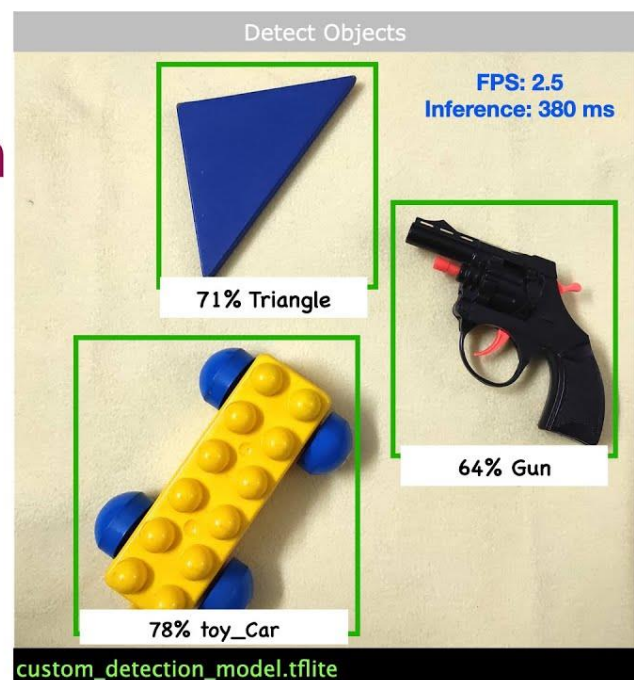 Detect Objects
FPS: 2.5
Inference: 380 ms
71% Triangle
64% Gun
78% toy_Car
custom_detection_model.tflite